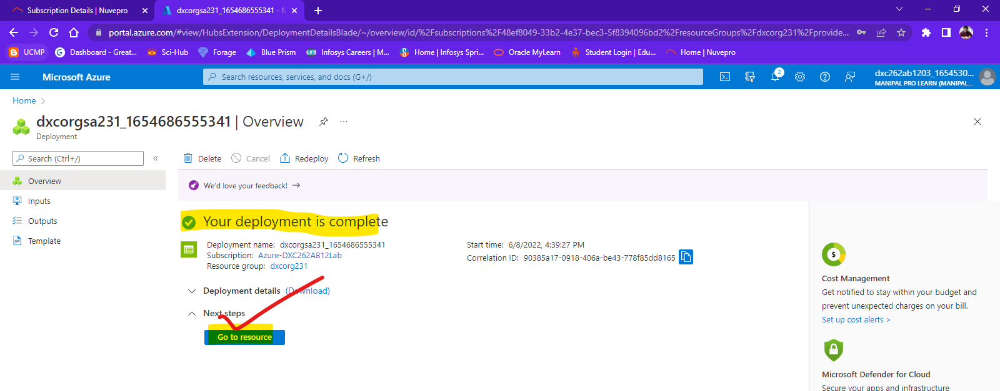 Subscription Details | Nuvepro
dxcorgsa231_1654686555341 - M
portal.azure.com/#view/HubsExtension/DeploymentDetailsBlade/~/overview/id/%2Fsubscriptions%2F48ef8049-33b2-4e37-bec3-5f8394096bd2%2FresourceGroups%2Fdxcorg231%2Fprovide...
UCMP
Dashboard - Great...
Sci-Hub
Forage
Blue Prism
Infosys Careers | M...
Home | Infosys Spri...
Oracle MyLearn
Student Login | Edu...
Home | Nuvepro
Microsoft Azure
Search resources, services, and docs (G+/)
2
dxc262ab1203_1654530...
MANIPAL PRO LEARN (MANIPAL...
Home >
dxcorgsa231_1654686555341 | Overview
...
Deployment
Search (Ctrl+/)
«
Delete
Cancel
Redeploy
Refresh
Overview
Inputs
Outputs
Template
We'd love your feedback! →
Your deployment is complete
Deployment name: dxcorgsa231_1654686555341
Subscription: Azure-DXC262AB12Lab
Resource group: dxcorg231
Start time: 6/8/2022, 4:39:27 PM
Correlation ID: 90385a17-0918-406a-be43-778f85dd8165
Deployment details (Download)
Next steps
Go to resource
$
Cost Management
Get notified to stay within your budget and
prevent unexpected charges on your bill.
Set up cost alerts >
Microsoft Defender for Cloud
Secure your apps and infrastructure